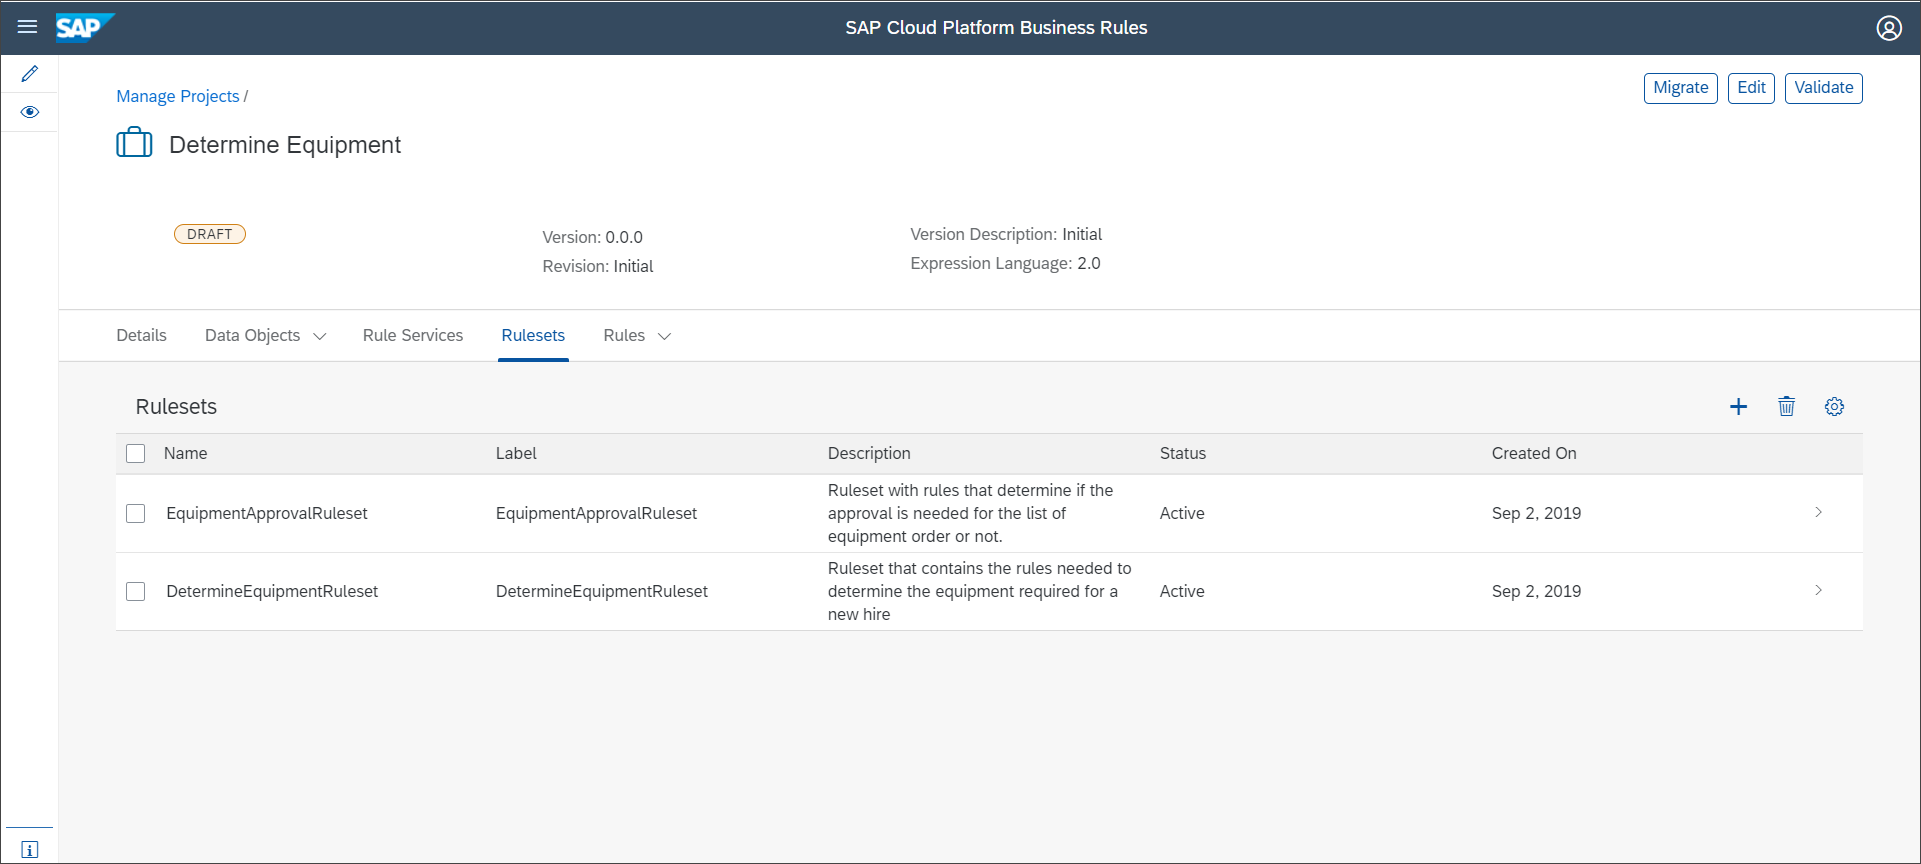 SAP
SAP Cloud Platform Business Rules
Manage Projects /
Migrate
Edit
Validate
Determine Equipment
DRAFT
Version: 0.0.0
Revision: Initial
Version Description: Initial
Expression Language: 2.0
Details
Data Objects
Rule Services
Rulesets
Rules
Rulesets
Name Label Description Status Created On
EquipmentApprovalRuleset
EquipmentApprovalRuleset
Ruleset with rules that determine if the
approval is needed for the list of
equipment order or not.
Active
Sep 2, 2019
DetermineEquipmentRuleset
DetermineEquipmentRuleset
Ruleset that contains the rules needed to
determine the equipment required for a
new hire
Active
Sep 2, 2019